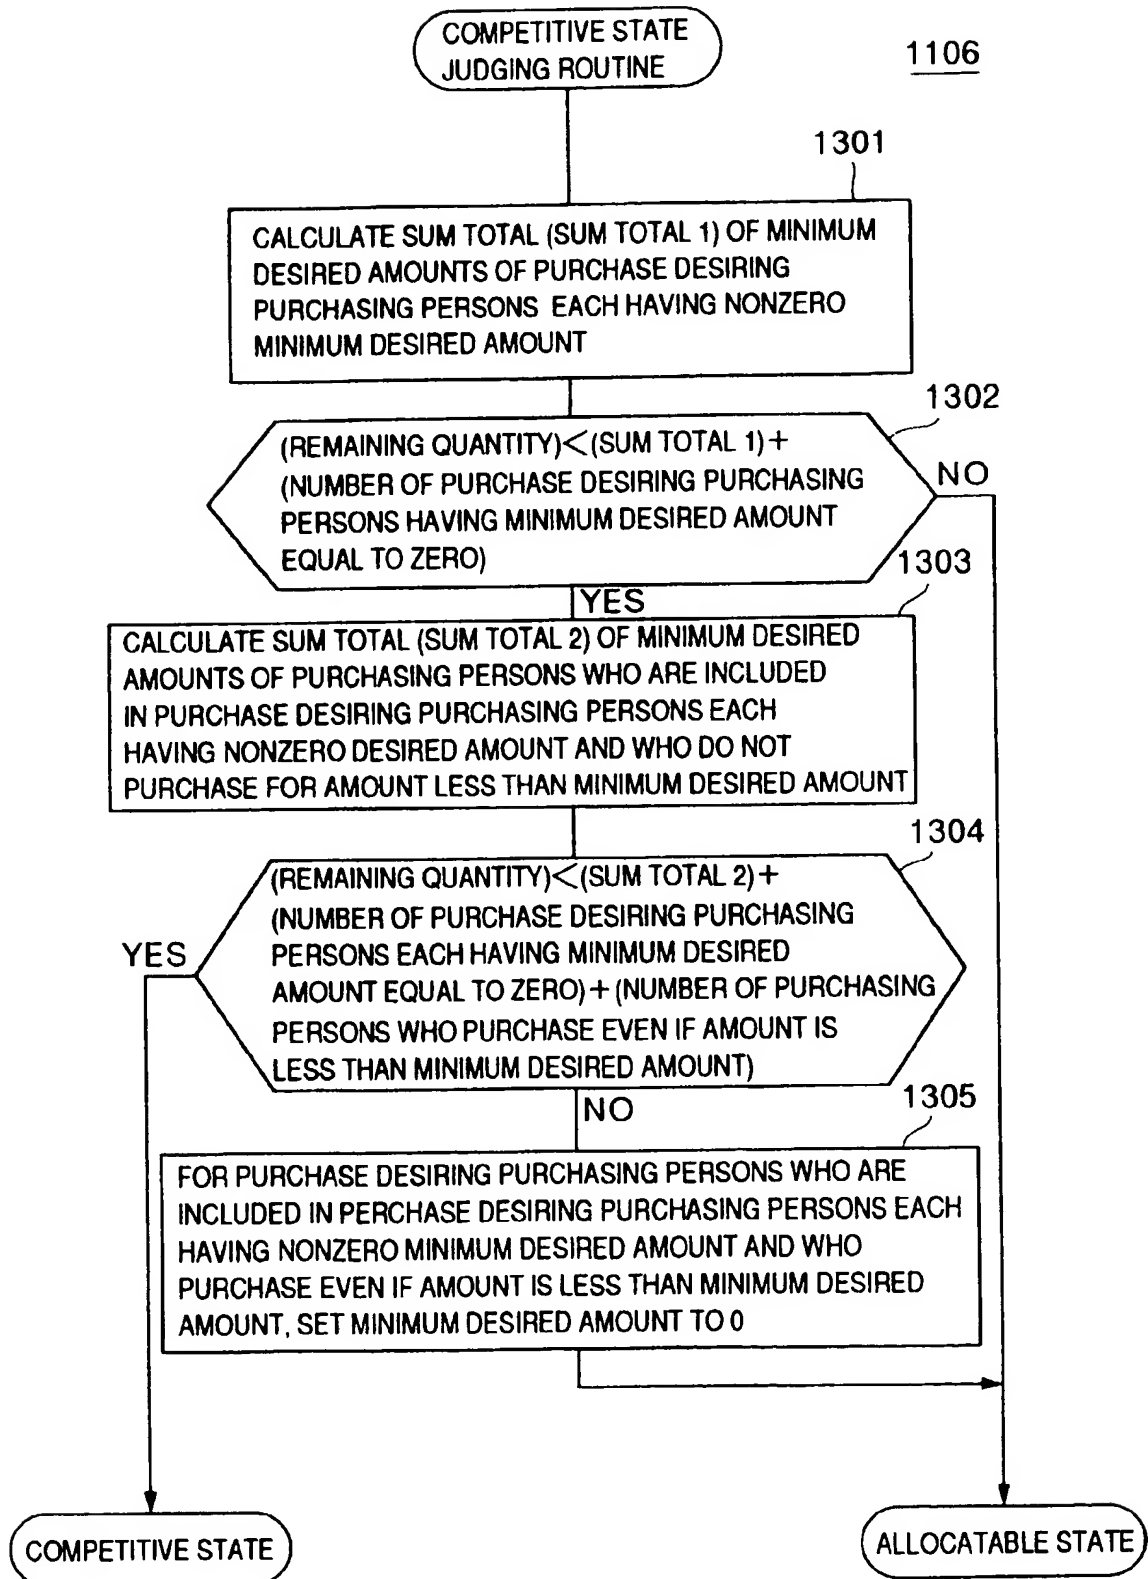 COMPETITIVE STATE
JUDGING ROUTINE
1106
1301
CALCULATE SUM TOTAL (SUM TOTAL 1) OF MINIMUM
DESIRED AMOUNTS OF PURCHASE DESIRING
PURCHASING PERSONS EACH HAVING NONZERO
MINIMUM DESIRED AMOUNT
1302
(REMAINING QUANTITY)<(SUM TOTAL 1)+
(NUMBER OF PURCHASE DESIRING PURCHASING
PERSONS HAVING MINIMUM DESIRED AMOUNT
EQUAL TO ZERO)
NO
YES
1303
CALCULATE SUM TOTAL (SUM TOTAL 2) OF MINIMUM DESIRED
AMOUNTS OF PURCHASING PERSONS WHO ARE INCLUDED
IN PURCHASE DESIRING PURCHASING PERSONS EACH
HAVING NONZERO DESIRED AMOUNT AND WHO DO NOT
PURCHASE FOR AMOUNT LESS THAN MINIMUM DESIRED AMOUNT
1304
(REMAINING QUANTITY)<(SUM TOTAL 2)+
(NUMBER OF PURCHASE DESIRING PURCHASING
PERSONS EACH HAVING MINIMUM DESIRED
AMOUNT EQUAL TO ZERO)+(NUMBER OF PURCHASING
PERSONS WHO PURCHASE EVEN IF AMOUNT IS
LESS THAN MINIMUM DESIRED AMOUNT)
YES
NO
1305
FOR PURCHASE DESIRING PURCHASING PERSONS WHO ARE
INCLUDED IN PERCHASE DESIRING PURCHASING PERSONS EACH
HAVING NONZERO MINIMUM DESIRED AMOUNT AND WHO
PURCHASE EVEN IF AMOUNT IS LESS THAN MINIMUM DESIRED
AMOUNT, SET MINIMUM DESIRED AMOUNT TO 0
COMPETITIVE STATE
ALLOCATABLE STATE